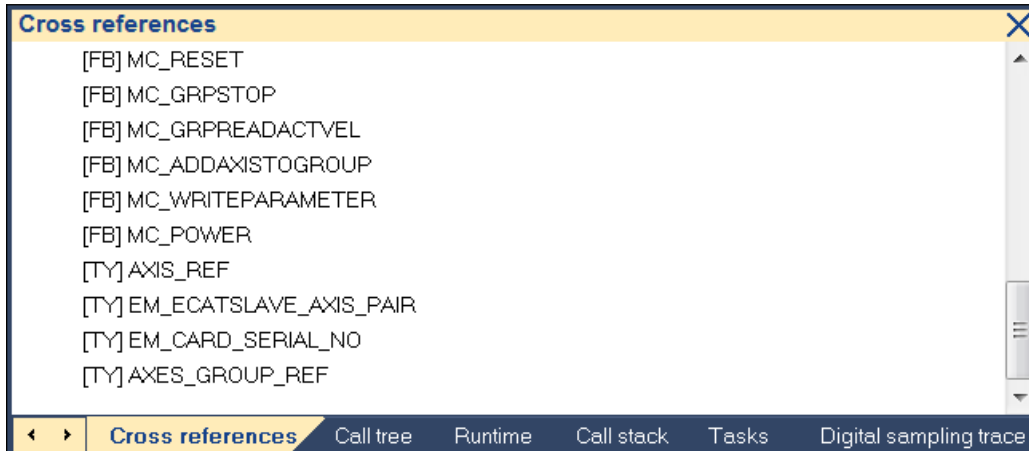 Cross references
[FB] MC_RESET
[FB] MC_GRPSTOP
[FB] MC_GRPREADACTVEL
[FB] MC_ADDAXISTOGROUP
[FB] MC_WRITEPARAMETER
[FB] MC_POWER
[TY] AXIS_REF
[TY] EM_ECATSLAVE_AXIS_PAIR
[TY] EM_CARD_SERIAL_NO
[TY] AXES_GROUP_REF
Cross references Call tree Runtime Call stack Tasks Digital sampling trace